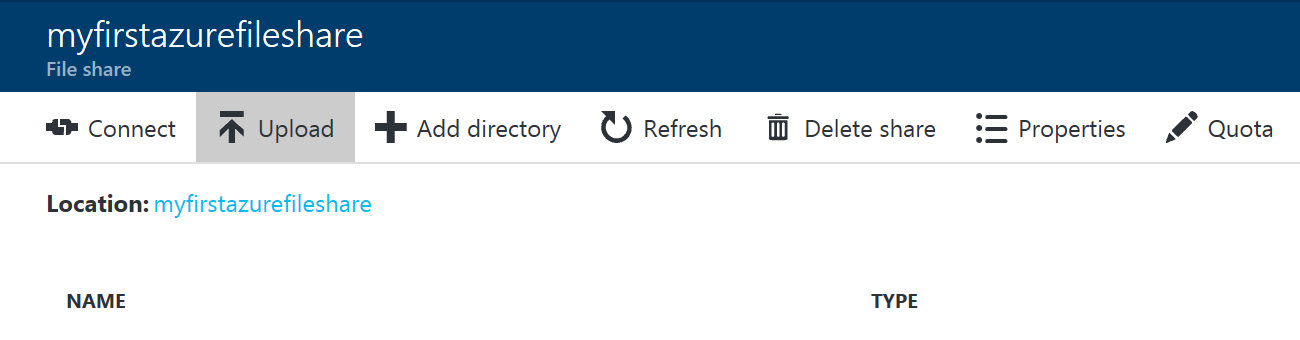 myfirstazurefileshare
File share
Connect Upload Add directory Refresh Delete share Properties Quota
Location: myfirstazurefileshare
NAME TYPE